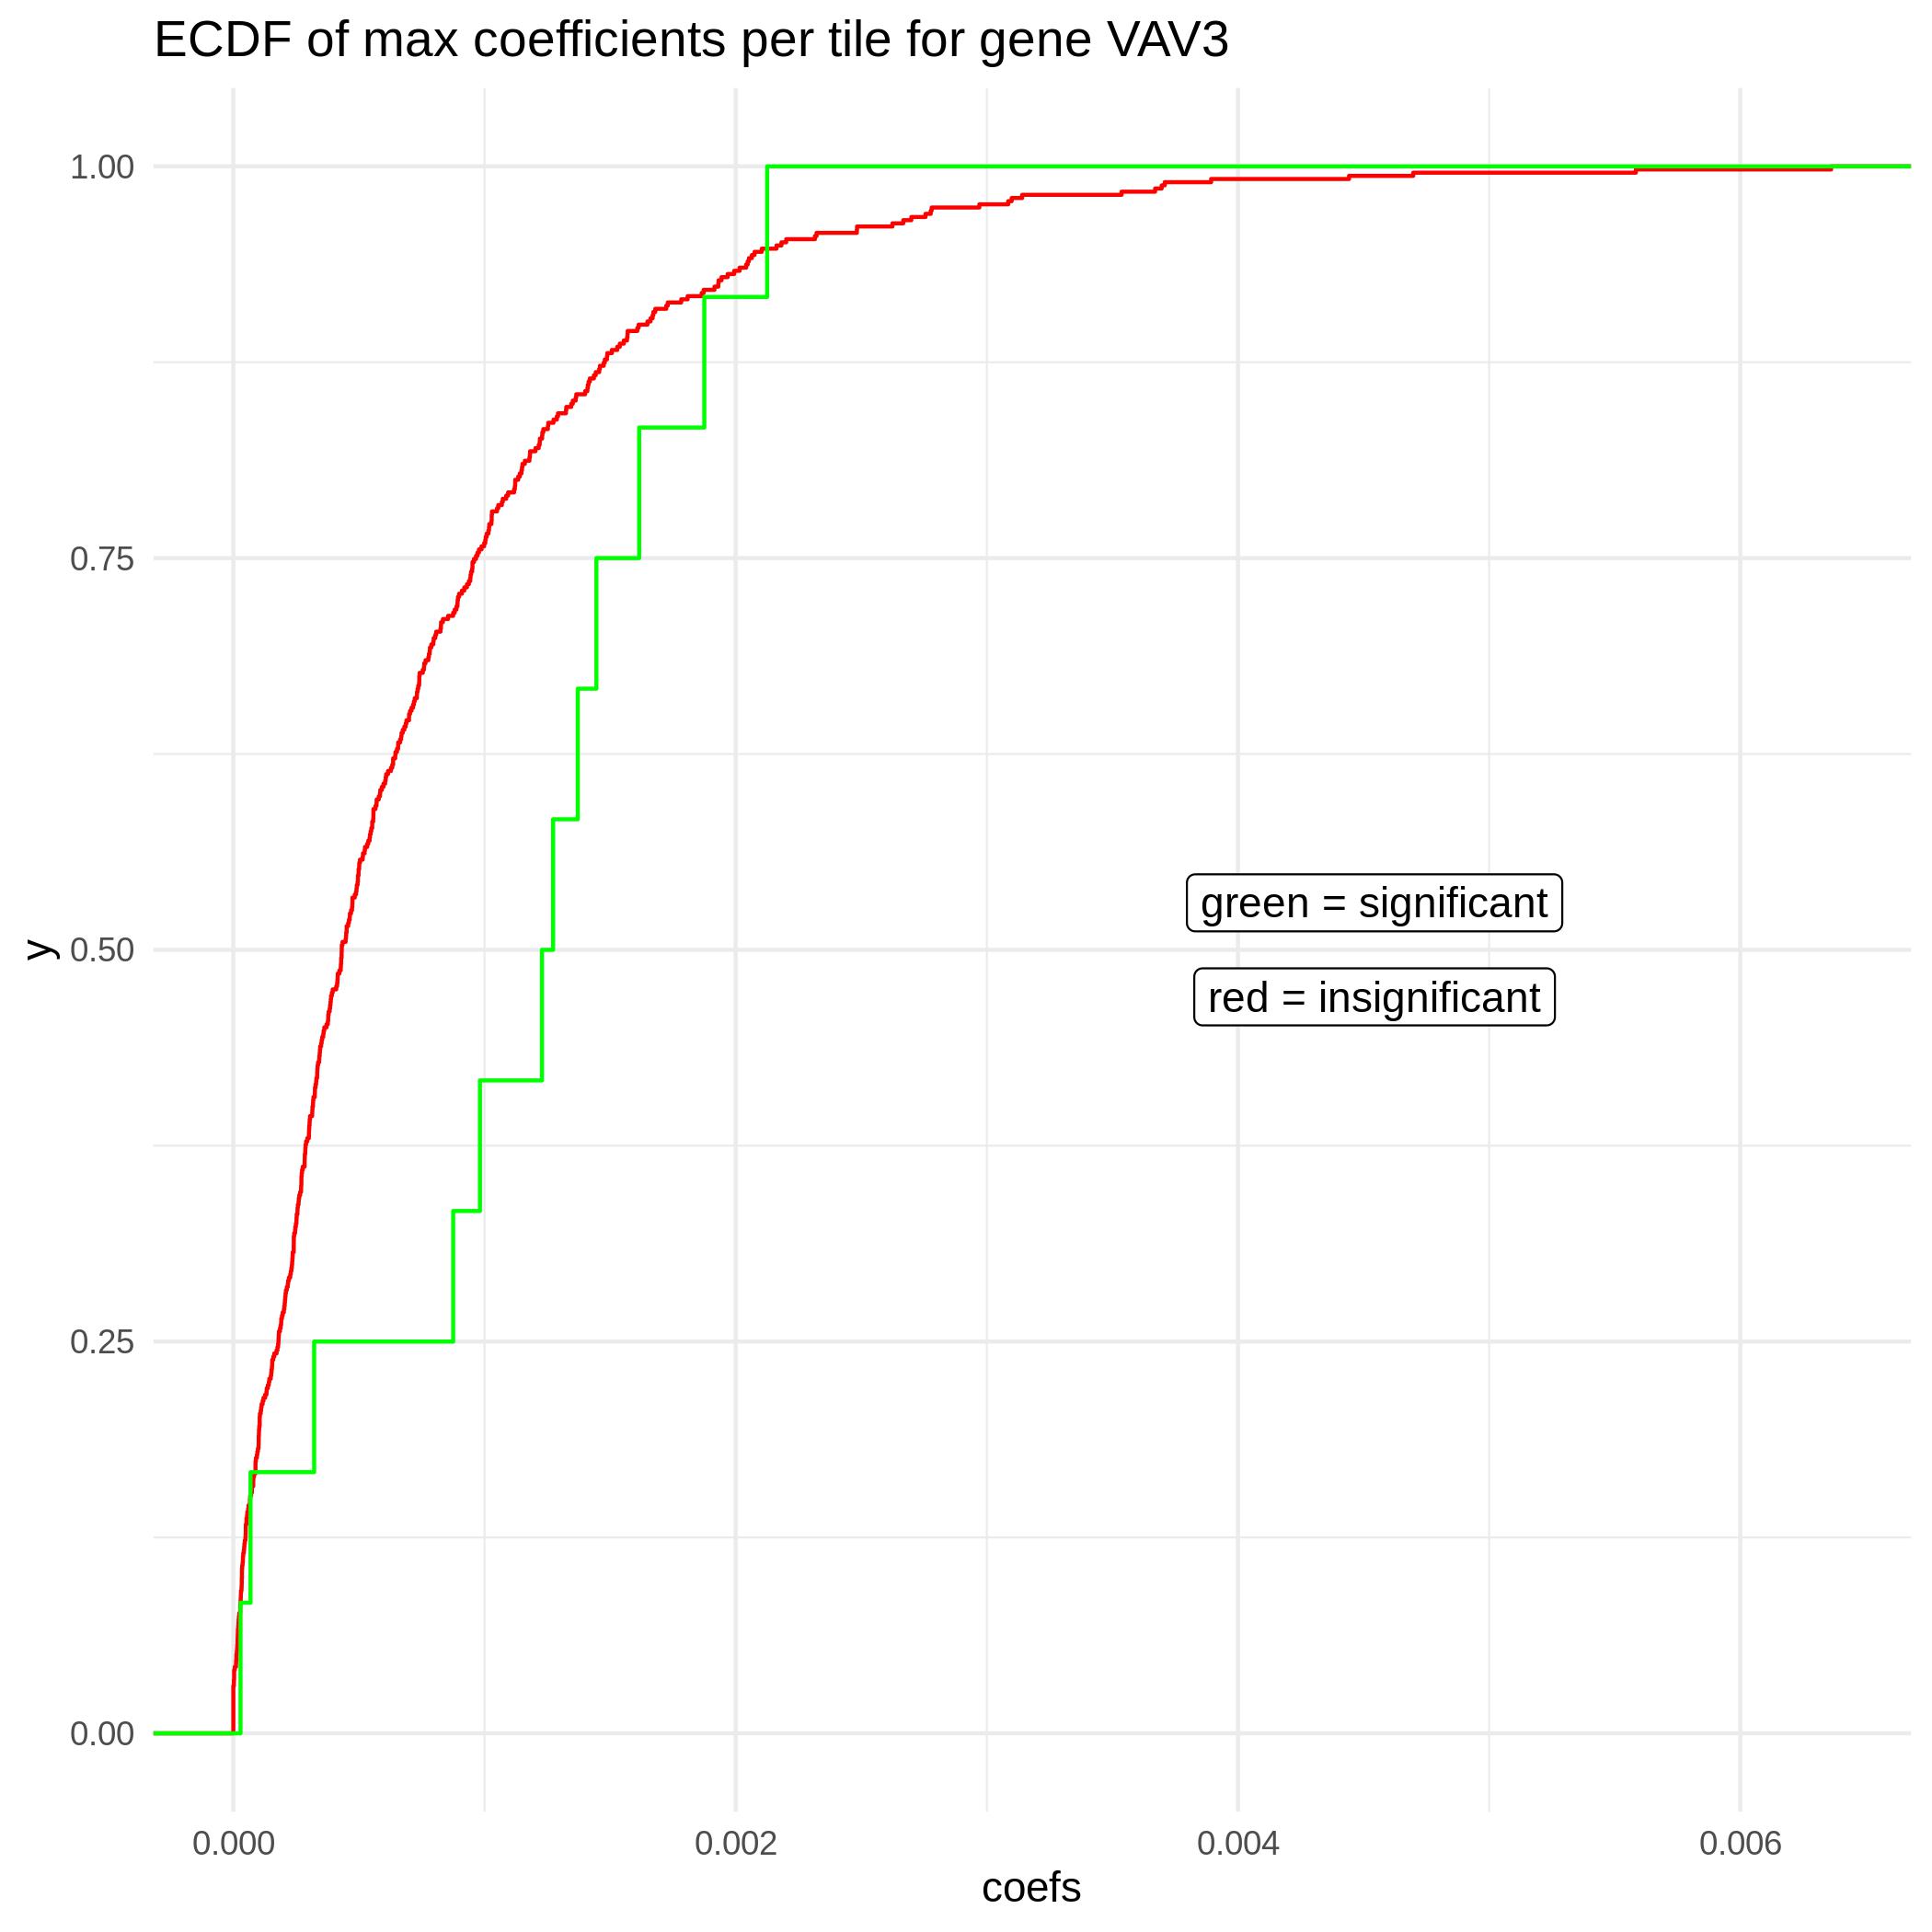 ECDF of max coefficients per tile for gene VAV3
1.00
0.75
0.50
0.25
0.00
y
green = significant
red = insignificant
0.000
0.002
0.004
0.006
coefs